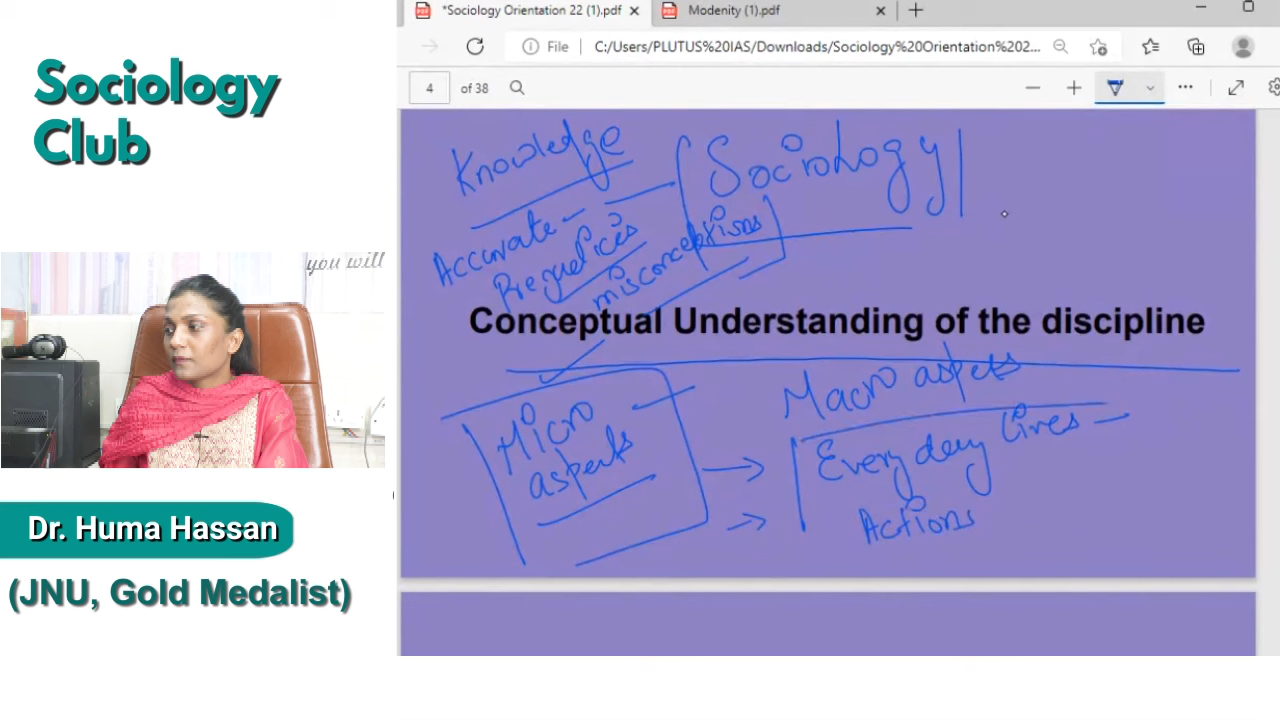 Sociology
Club
you will
Dr. Huma Hassan
(JNU, Gold Medalist)
*Sociology Orientation 22 (1).pdf
Modenity (1).pdf
File
C:/Users/PLUTUS%20IAS/Downloads/Sociology%20Orientation%202...
4
of 38
Knowledge
Sociology
Accurate
Prejudices
misconceptions
Conceptual Understanding of the discipline
Micro
aspects
Macro aspects
Every day lives
Actions